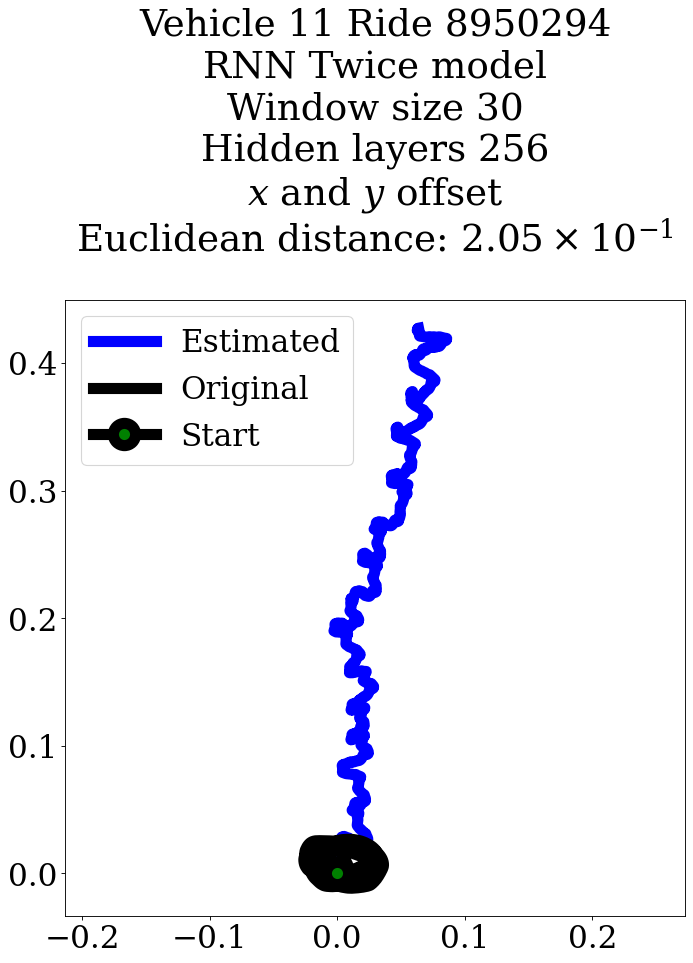 Vehicle 11 Ride 8950294
RNN Twice model
Window size 30
Hidden layers 256
x and y offset
Euclidean distance: 2.05 × 10⁻¹
Estimated
Original
Start
0.4
0.3
0.2
0.1
0.0
−0.2 −0.1 0.0 0.1 0.2